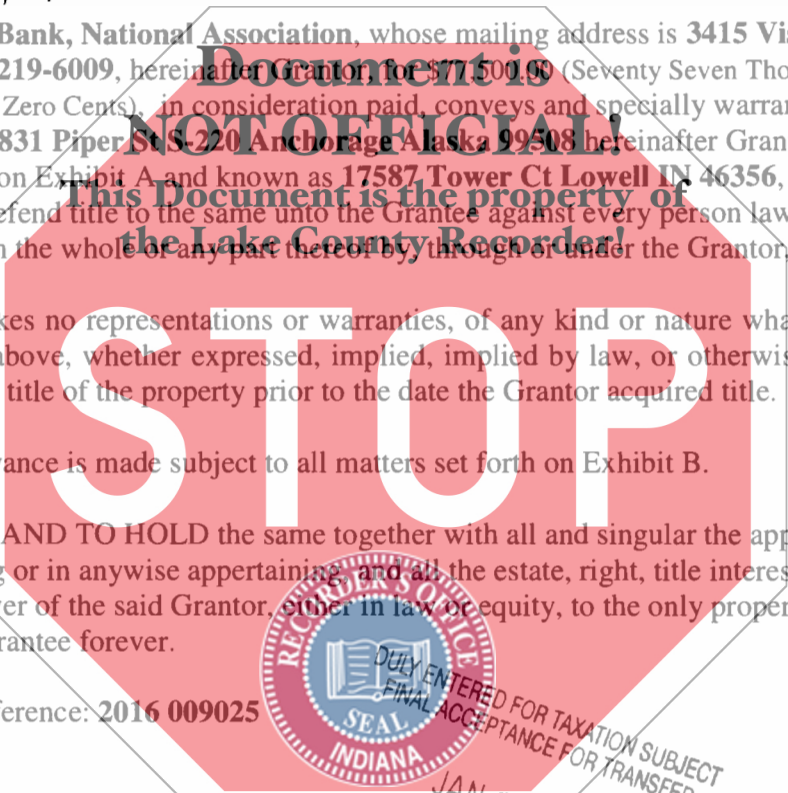 Bank, National Association, whose mailing address is 3415 Vis
219-6009, hereinafter Grantor, for $77,500.00 (Seventy Seven Tho
Zero Cents), in consideration paid, conveys and specially warran
831 Piper St S-220 Anchorage Alaska 99508 hereinafter Gran
on Exhibit A and known as 17587 Tower Ct Lowell IN 46356,
efend title to the same unto the Grantee against every person law
the whole or any part thereof by, through or under the Grantor,
kes no representations or warranties, of any kind or nature wha
above, whether expressed, implied, implied by law, or otherwis
title of the property prior to the date the Grantor acquired title.
ance is made subject to all matters set forth on Exhibit B.
AND TO HOLD the same together with all and singular the app
g or in anywise appertaining, and all the estate, right, title interes
er of the said Grantor, either in law or equity, to the only proper
rantee forever.
erence: 2016 009025
Document is
NOT OFFICIAL!
This Document is the property of
the Lake County Recorder!
STOP
RECORDER'S OFFICE
SEAL
INDIANA
DULY ENTERED FOR TAXATION SUBJECT
FINAL ACCEPTANCE FOR TRANSFER
JAN